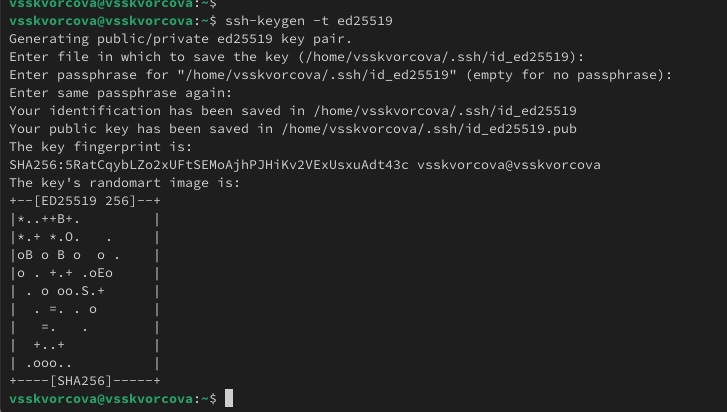 vsskvorcova@vsskvorcova:~$
vsskvorcova@vsskvorcova:~$ ssh-keygen -t ed25519
Generating public/private ed25519 key pair.
Enter file in which to save the key (/home/vsskvorcova/.ssh/id_ed25519):
Enter passphrase for "/home/vsskvorcova/.ssh/id_ed25519" (empty for no passphrase):
Enter same passphrase again:
Your identification has been saved in /home/vsskvorcova/.ssh/id_ed25519
Your public key has been saved in /home/vsskvorcova/.ssh/id_ed25519.pub
The key fingerprint is:
SHA256:5RatCqybLZo2xUFtSEMoAjhPJHiKv2VExUsxuAdt43c vsskvorcova@vsskvorcova
The key's randomart image is:
+--[ED25519 256]--+
|*..++B+.         |
|*.+ *.O.   .     |
|oB o B o  o .    |
|o . +.+ .oEo     |
| . o oo.S.+      |
|  . =. . o       |
|   =.   .        |
|  +..+           |
| .ooo..          |
+----[SHA256]-----+
vsskvorcova@vsskvorcova:~$